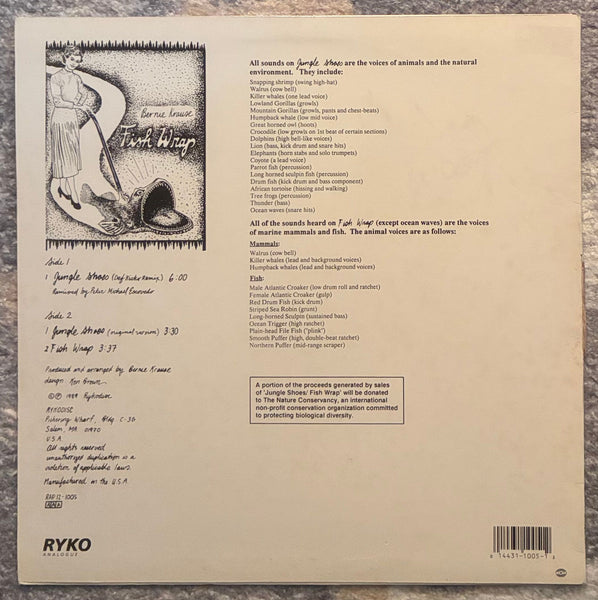 Bernie Krause
Fish Wrap
Side 1
1 Jungle Shoes (Def Kicks Remix) 6:00
Remixed by Felix Michael Escovedo
Side 2
1 Jungle Shoes (original version) 3:30
2 Fish Wrap 3:37
Produced and arranged by Bernie Krause
design Ken Brown
©℗ 1989 Rykodisc
RYKODISC
Pickering Wharf, Bldg C-3G
Salem, MA 01970
U.S.A.
All rights reserved
unauthorized duplication is a
violation of applicable laws.
Manufactured in the U.S.A.
RAD 12-1005
RYKO
ANALOGUE
All sounds on Jungle Shoes are the voices of animals and the natural
environment. They include:
Snapping shrimp (swing high-hat)
Walrus (cow bell)
Killer whales (one lead voice)
Lowland Gorillas (growls)
Mountain Gorillas (growls, pants and chest-beats)
Humpback whale (low mid voice)
Great horned owl (hoots)
Crocodile (low growls on 1st beat of certain sections)
Dolphins (high bell-like voices)
Lion (bass, kick drum and snare hits)
Elephants (horn stabs and solo trumpets)
Coyote (a lead voice)
Parrot fish (percussion)
Long horned sculpin fish (percussion)
Drum fish (kick drum and bass component)
African tortoise (hissing and walking)
Tree frogs (percussion)
Thunder (bass)
Ocean waves (snare hits)
All of the sounds heard on Fish Wrap (except ocean waves) are the voices
of marine mammals and fish. The animal voices are as follows:
Mammals:
Walrus (cow bell)
Killer whales (lead and background voices)
Humpback whales (lead and background voices)
Fish:
Male Atlantic Croaker (low drum roll and ratchet)
Female Atlantic Croaker (gulp)
Red Drum Fish (kick drum)
Striped Sea Robin (grunt)
Long-horned Sculpin (sustained bass)
Ocean Trigger (high ratchet)
Plain-head File Fish ("plink")
Smooth Puffer (high, double-beat ratchet)
Northern Puffer (mid-range scraper)
A portion of the proceeds generated by sales
of 'Jungle Shoes/ Fish Wrap' will be donated
to The Nature Conservancy, an international
non-profit conservation organization committed
to protecting biological diversity.
14431-1005-1